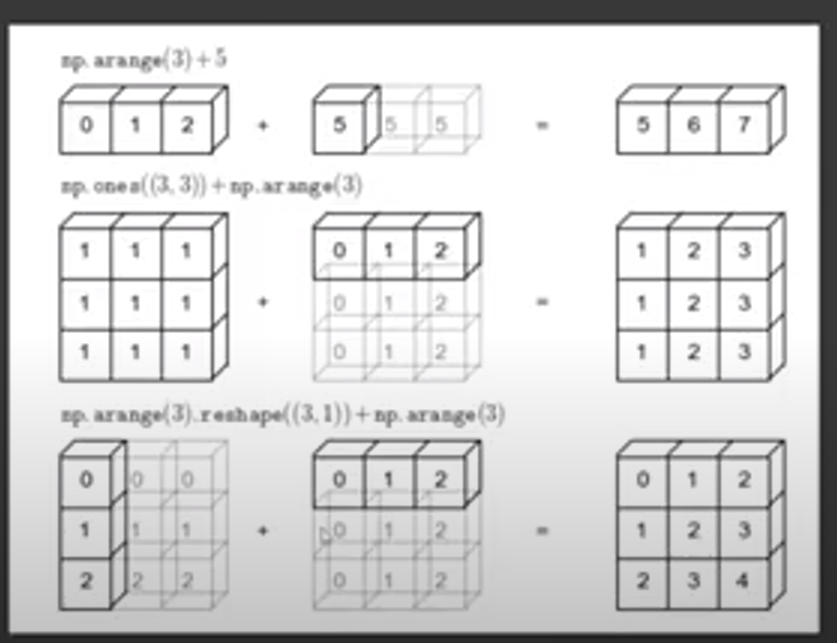 np.arange(3)+5
0 1 2 + 5 5 5 = 5 6 7
np.ones((3,3))+np.arange(3)
1 1 1 0 1 2 1 2 3
1 1 1 + 0 1 2 = 1 2 3
1 1 1 0 1 2 1 2 3
np.arange(3).reshape((3,1))+np.arange(3)
0 0 0 0 1 2 0 1 2
1 1 1 + 0 1 2 = 1 2 3
2 2 2 0 1 2 2 3 4